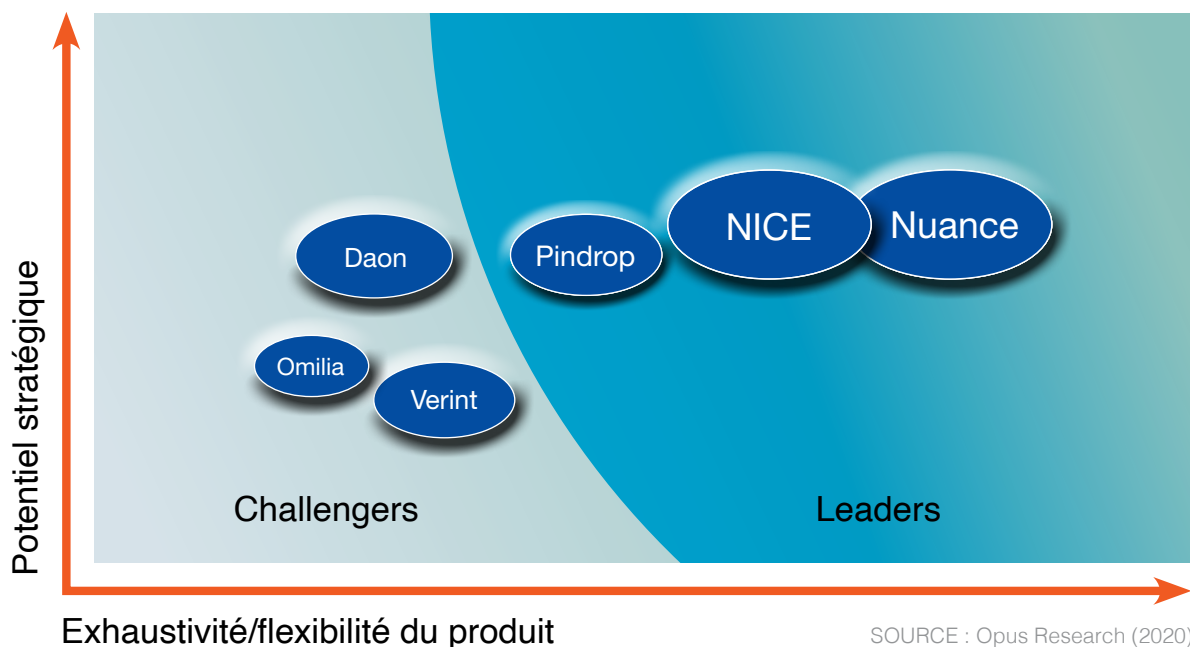 Potentiel stratégique
NICE
Nuance
Daon
Pindrop
Omilia
Verint
Challengers
Leaders
Exhaustivité/flexibilité du produit
SOURCE : Opus Research (2020)